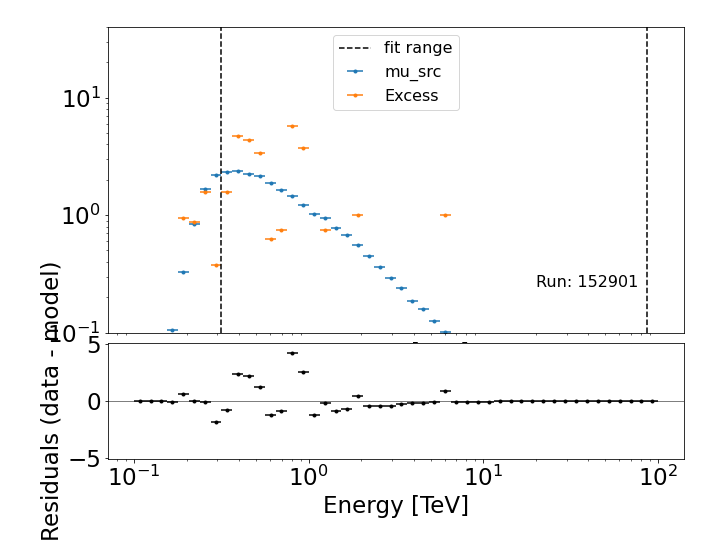 fit range
mu_src
Excess
10¹
10⁰
10⁻¹
Run: 152901
Residuals (data - model)
5
0
−5
10⁻¹
10⁰
10¹
10²
Energy [TeV]